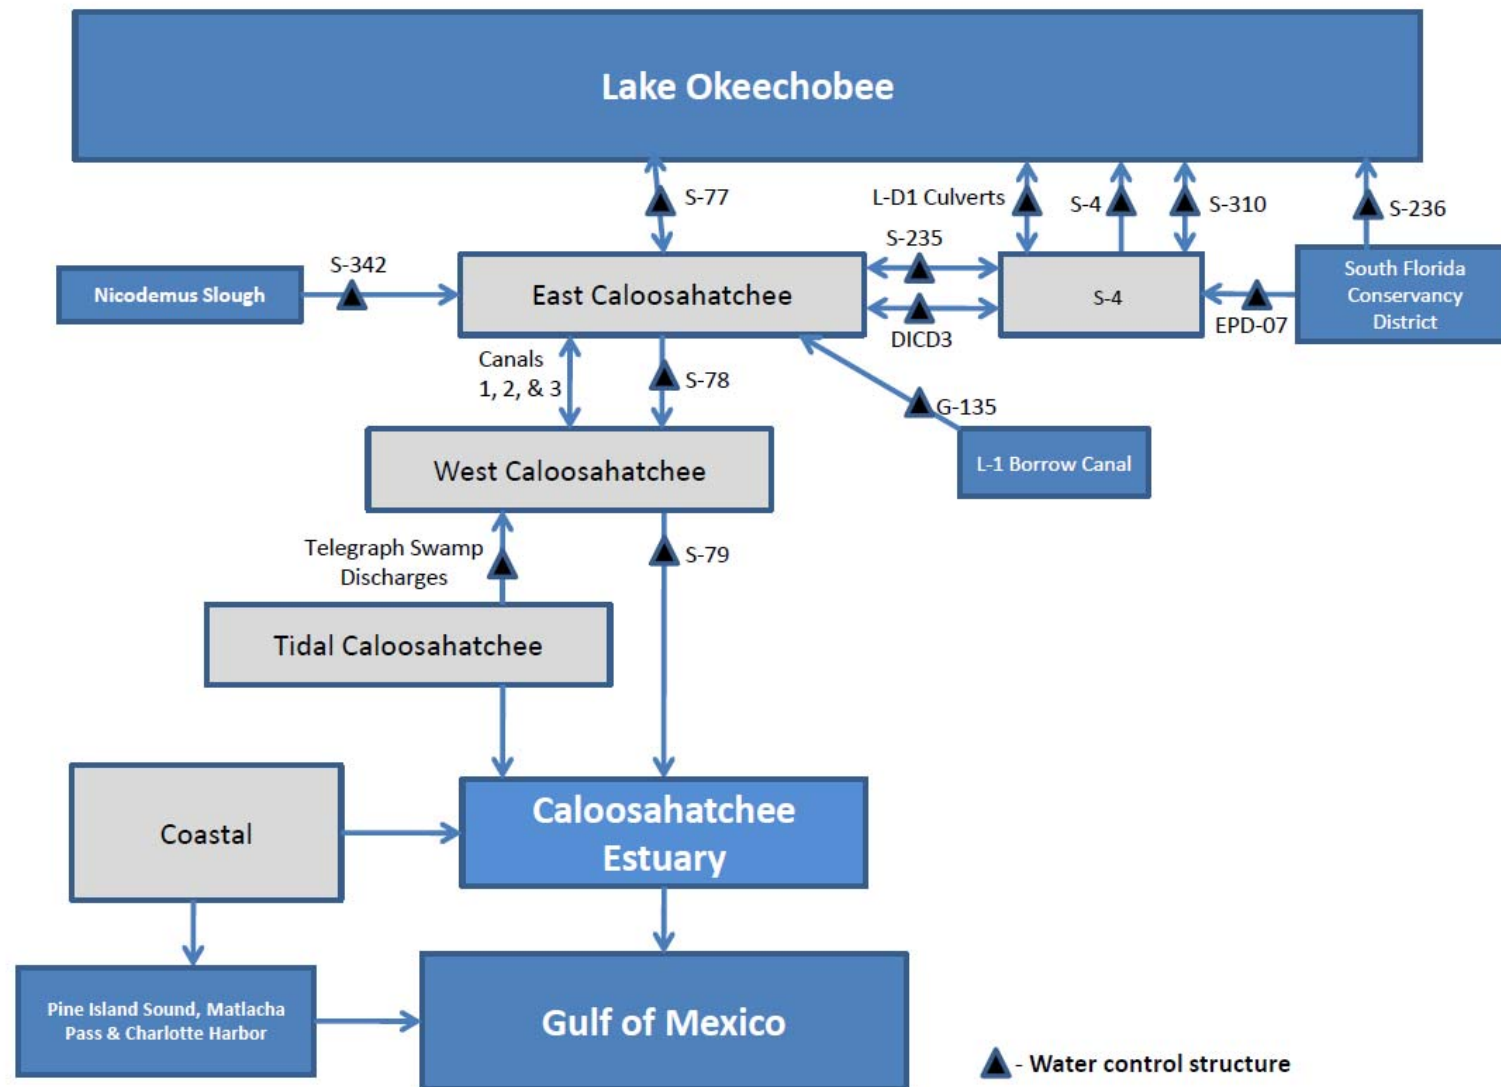 Lake Okeechobee
S-77
L-D1 Culverts
S-4
S-310
S-236
S-235
S-342
Nicodemus Slough
East Caloosahatchee
S-4
South Florida
Conservancy
District
DICD3
EPD-07
Canals
1, 2, & 3
S-78
G-135
West Caloosahatchee
L-1 Borrow Canal
Telegraph Swamp
Discharges
S-79
Tidal Caloosahatchee
Coastal
Caloosahatchee
Estuary
Pine Island Sound, Matlacha
Pass & Charlotte Harbor
Gulf of Mexico
- Water control structure